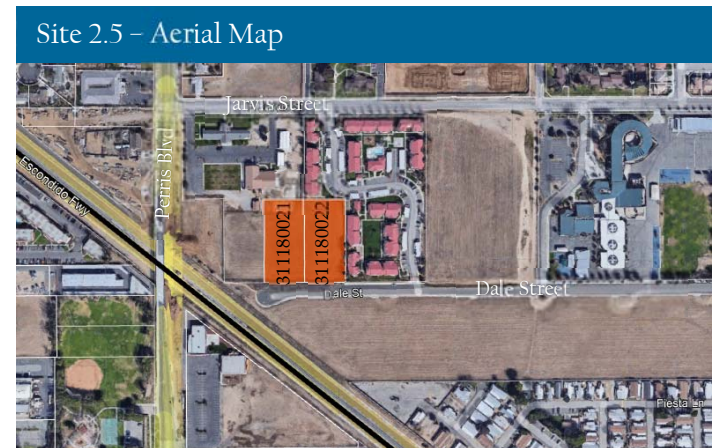 Site 2.5 – Aerial Map
Jarvis Street
Perris Blvd
Escondido Fwy
311180021
311180022
Dale St
Dale Street
Fiesta Ln